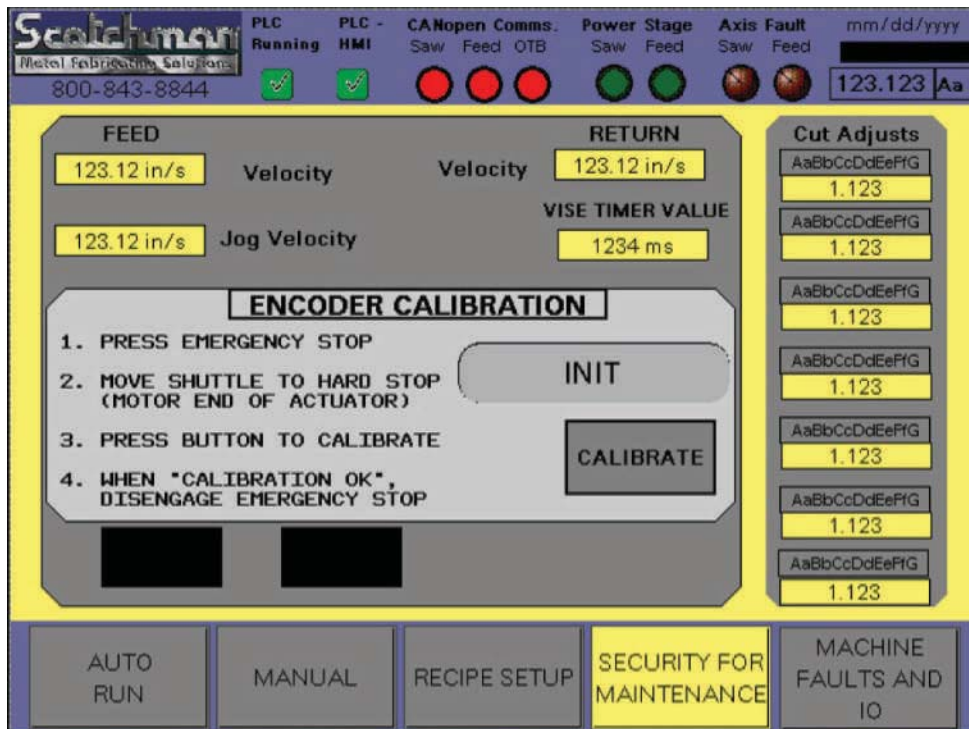 Scotchman
Metal Fabricating Solutions
800-843-8844
PLC
Running
PLC -
HMI
CANopen Comms.
Saw Feed OTB
Power Stage
Saw Feed
Axis Fault
Saw Feed
mm/dd/yyyy
123.123 Aa
FEED
123.12 in/s Velocity
123.12 in/s Jog Velocity
RETURN
Velocity 123.12 in/s
VISE TIMER VALUE
1234 ms
ENCODER CALIBRATION
1. PRESS EMERGENCY STOP
2. MOVE SHUTTLE TO HARD STOP
(MOTOR END OF ACTUATOR)
3. PRESS BUTTON TO CALIBRATE
4. WHEN "CALIBRATION OK",
DISENGAGE EMERGENCY STOP
INIT
CALIBRATE
Cut Adjusts
AaBbCcDdEeFfG
1.123
AaBbCcDdEeFfG
1.123
AaBbCcDdEeFfG
1.123
AaBbCcDdEeFfG
1.123
AaBbCcDdEeFfG
1.123
AaBbCcDdEeFfG
1.123
AaBbCcDdEeFfG
1.123
AUTO
RUN
MANUAL
RECIPE SETUP
SECURITY FOR
MAINTENANCE
MACHINE
FAULTS AND
IO